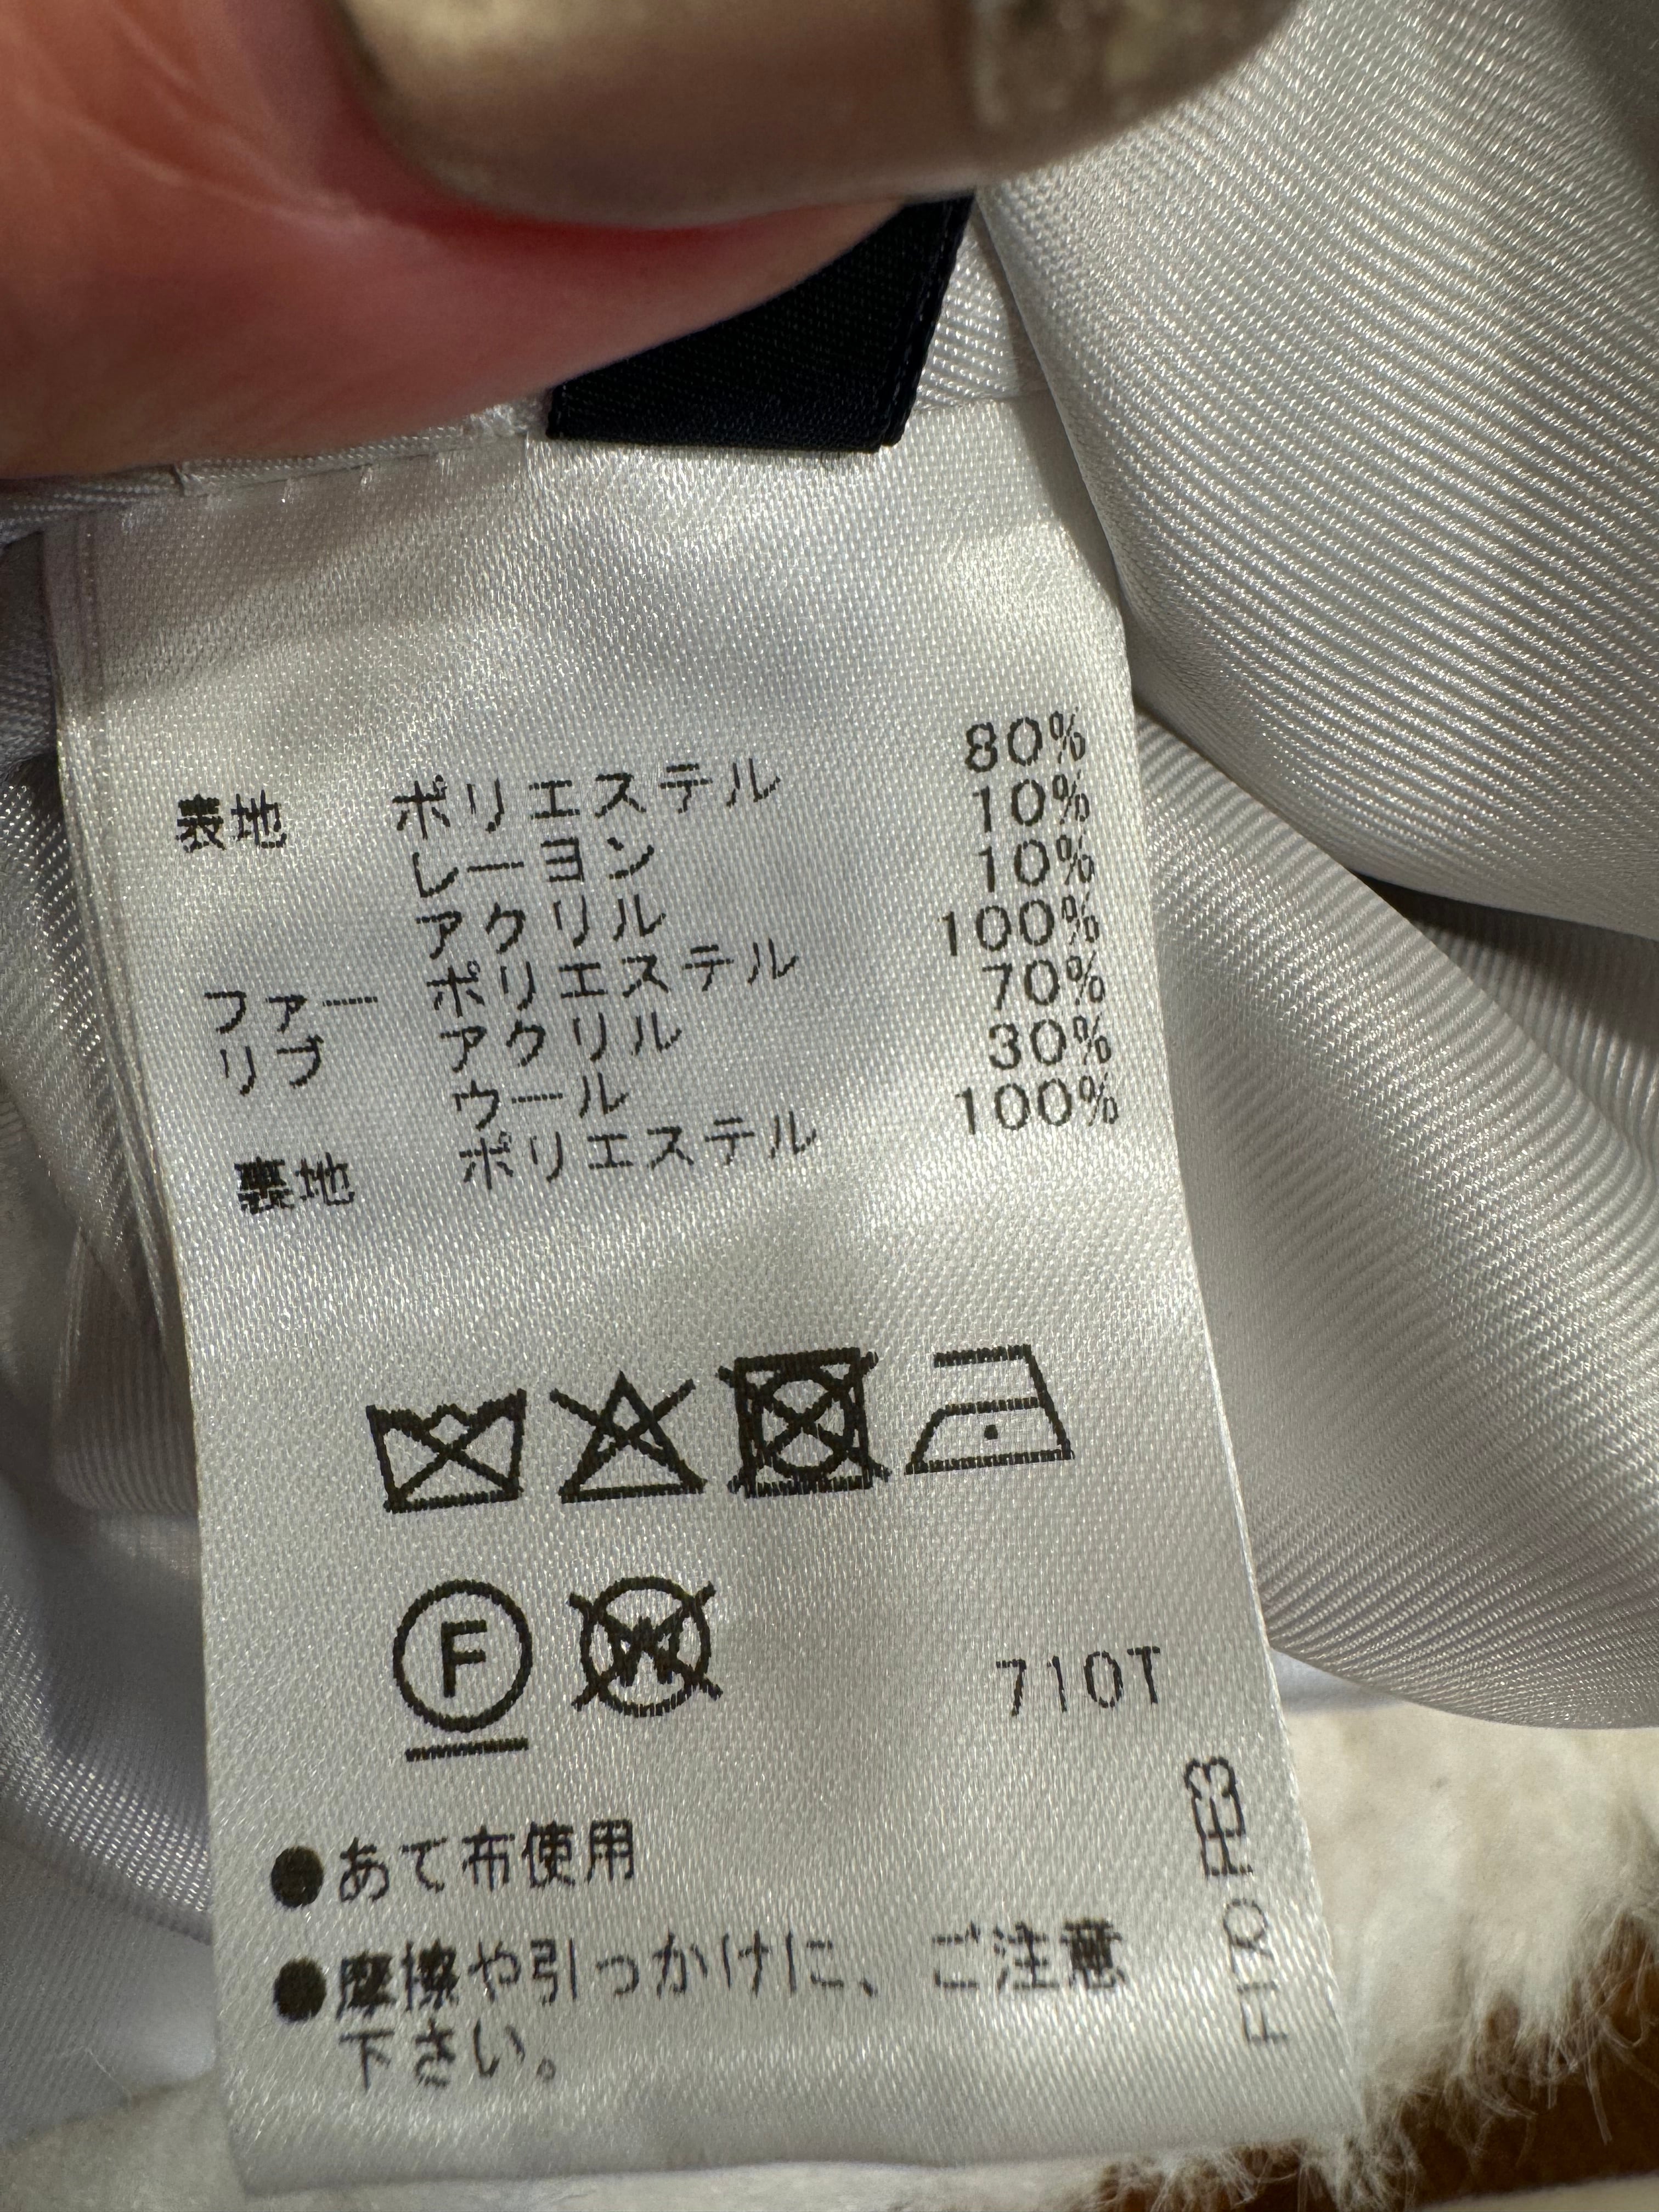 表地 ポリエステル 80%
レーヨン 10%
アクリル 10%
ファー ポリエステル 100%
リブ アクリル 70%
ウール 30%
裏地 ポリエステル 100%
F W
710T
●あて布使用
●摩擦や引っかけに、ご注意
下さい。